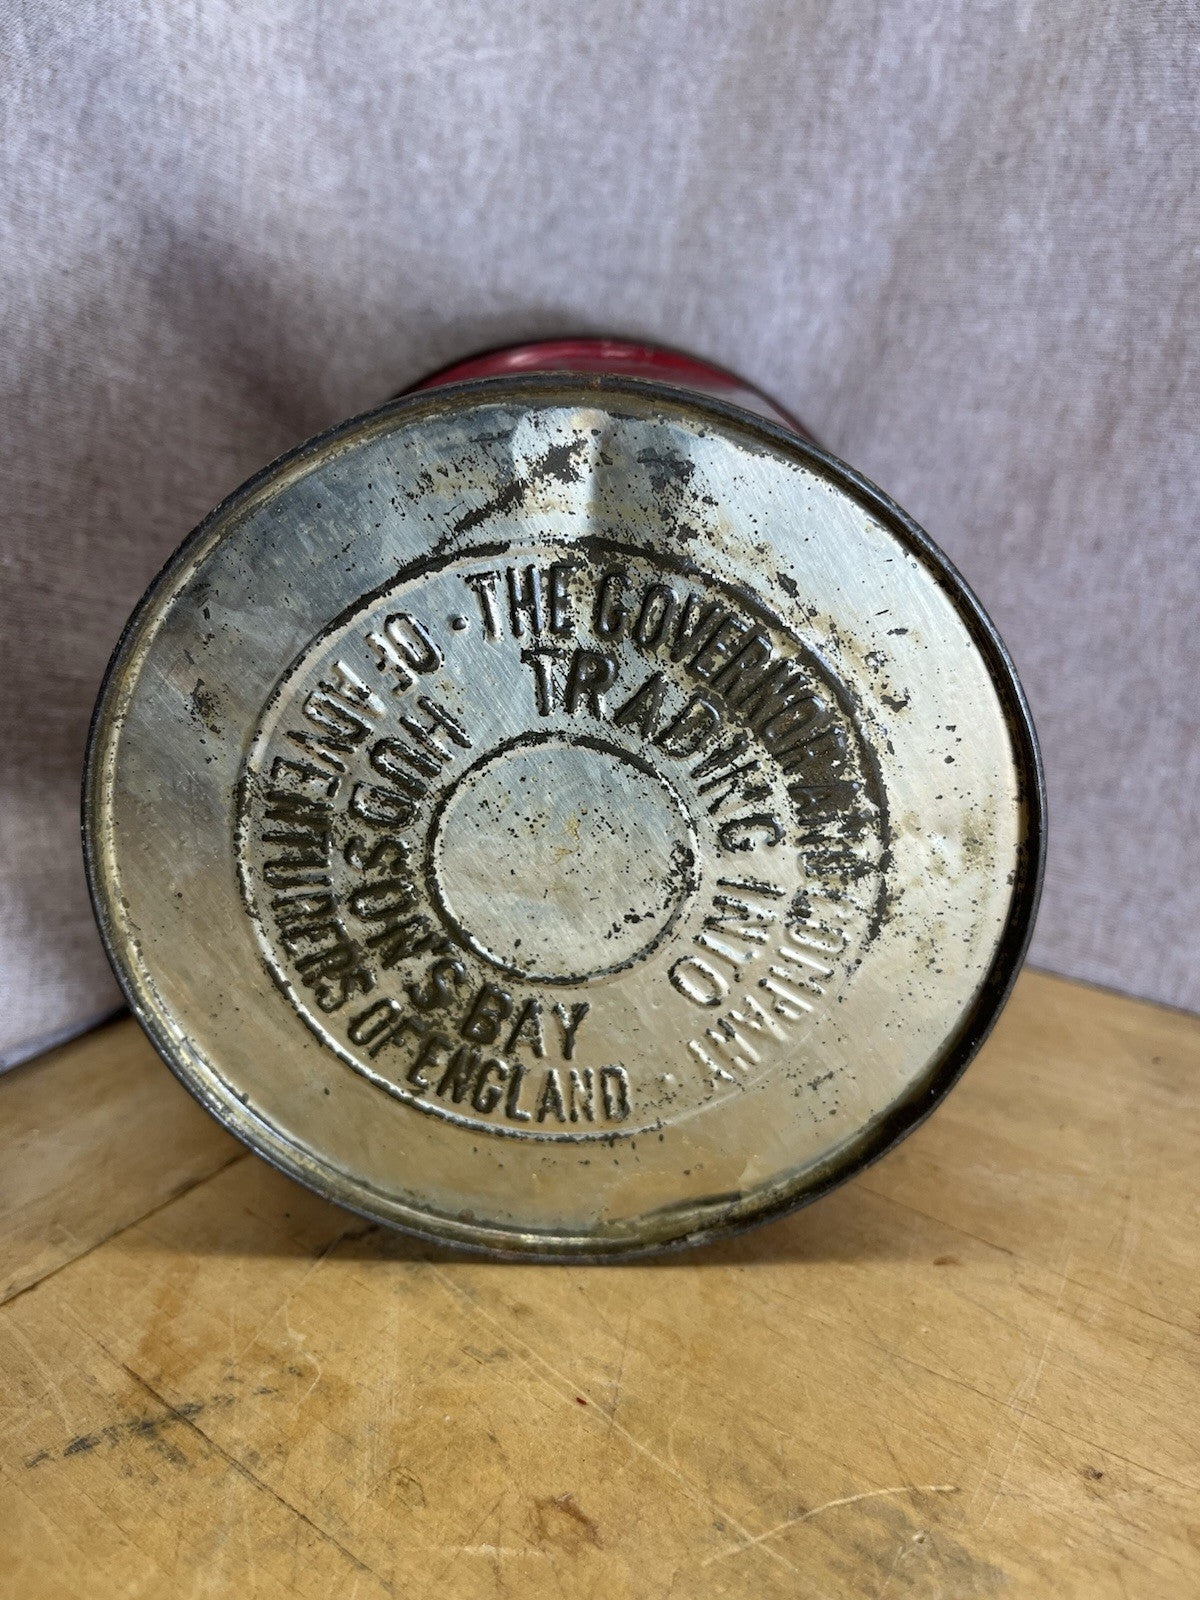 · THE GOVERNOR AND COMPANY ·
OF ADVENTURERS OF ENGLAND
TRADING INTO
HUDSON'S BAY